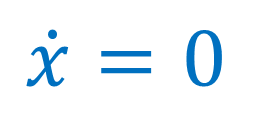 ẋ = 0